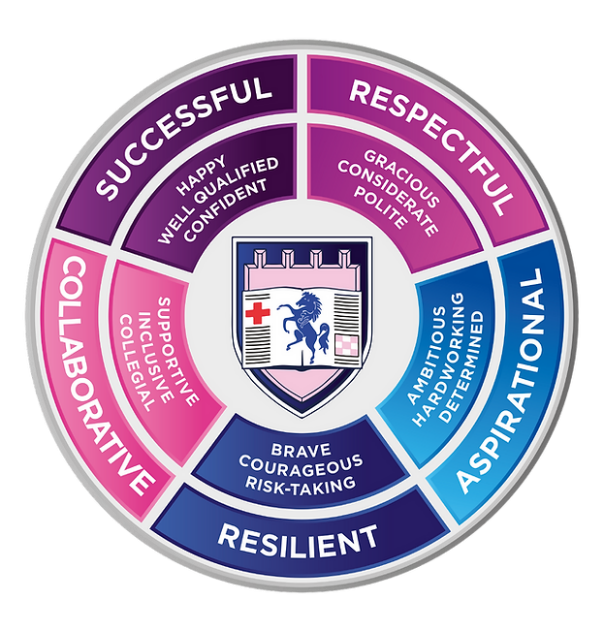 SUCCESSFUL
HAPPY
WELL QUALIFIED
CONFIDENT
RESPECTFUL
GRACIOUS
CONSIDERATE
POLITE
ASPIRATIONAL
AMBITIOUS
HARDWORKING
DETERMINED
RESILIENT
BRAVE
COURAGEOUS
RISK-TAKING
COLLABORATIVE
SUPPORTIVE
INCLUSIVE
COLLEGIAL